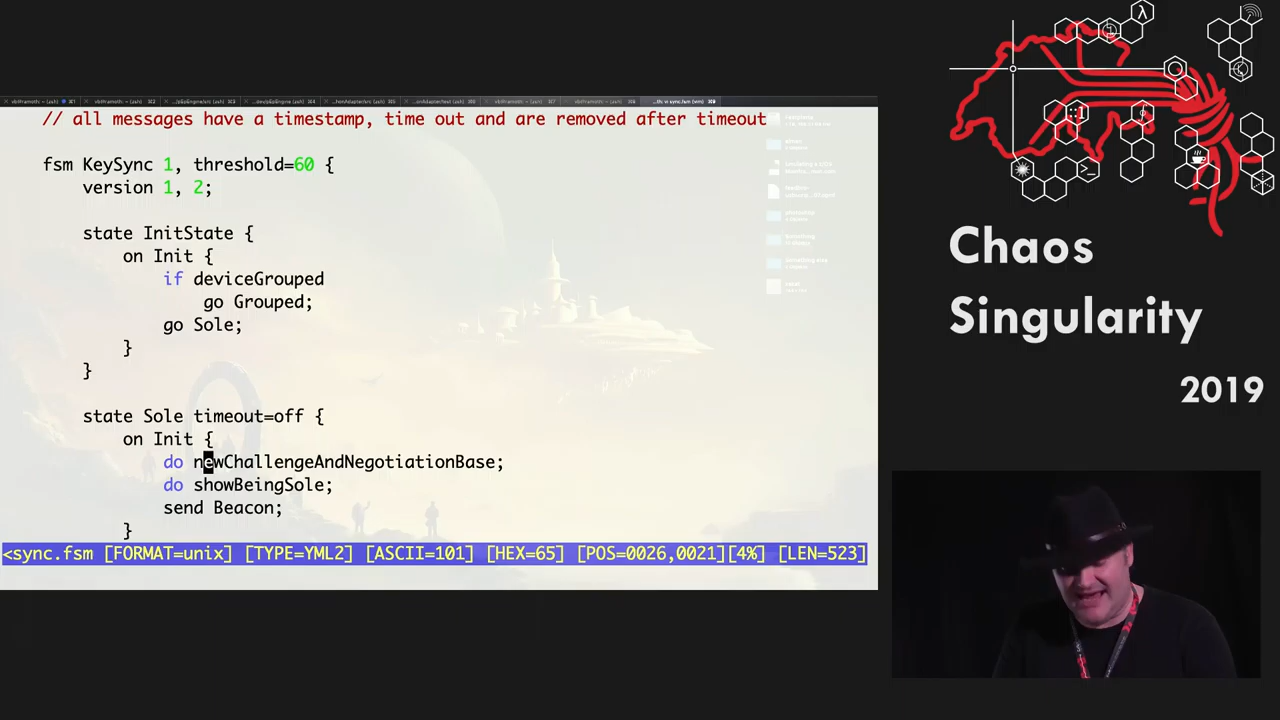 // all messages have a timestamp, time out and are removed after timeout
fsm KeySync 1, threshold=60 {
version 1, 2;
state InitState {
on Init {
if deviceGrouped
go Grouped;
go Sole;
}
}
state Sole timeout=off {
on Init {
do newChallengeAndNegotiationBase;
do showBeingSole;
send Beacon;
}
<sync.fsm [FORMAT=unix] [TYPE=YML2] [ASCII=101] [HEX=65] [POS=0026,0021][4%] [LEN=523]
λ
:1
>_
Chaos
Singularity
2019